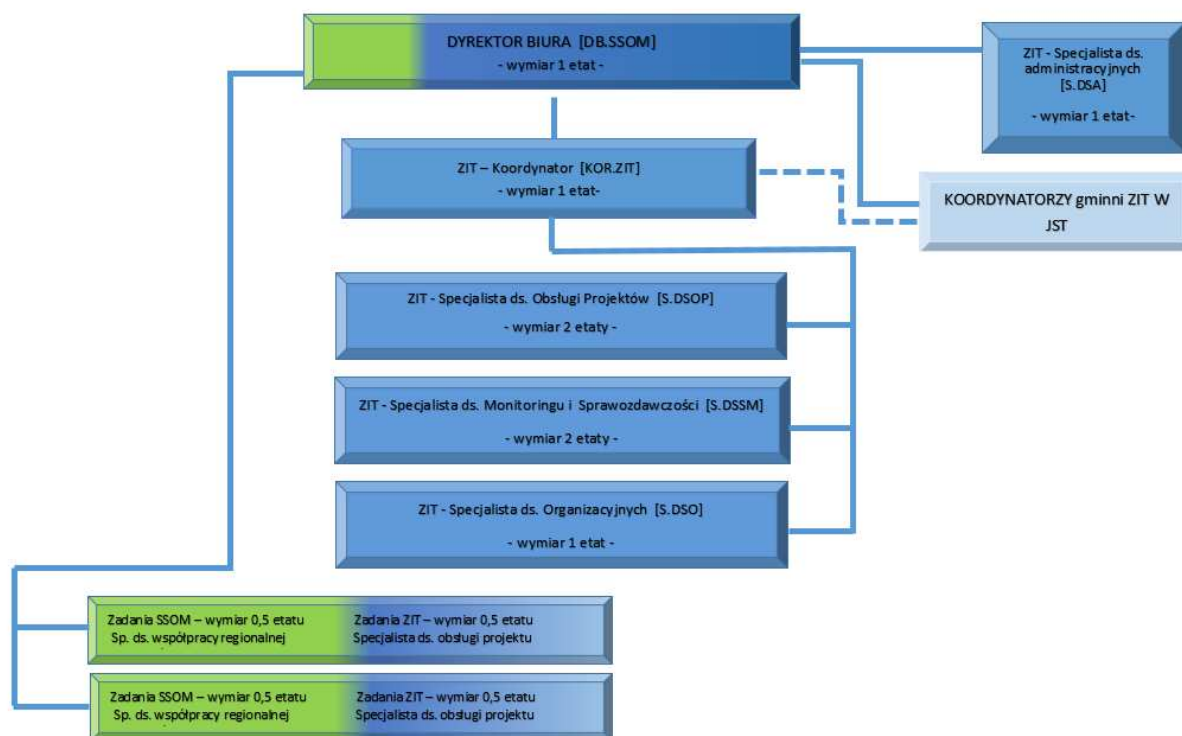 DYREKTOR BIURA [DB.SSOM]
- wymiar 1 etat -
ZIT - Specjalista ds.
administracyjnych
[S.DSA]
- wymiar 1 etat-
ZIT – Koordynator [KOR.ZIT]
- wymiar 1 etat-
KOORDYNATORZY gminni ZIT W
JST
ZIT - Specjalista ds. Obsługi Projektów [S.DSOP]
- wymiar 2 etaty -
ZIT - Specjalista ds. Monitoringu i Sprawozdawczości [S.DSSM]
- wymiar 2 etaty -
ZIT - Specjalista ds. Organizacyjnych [S.DSO]
- wymiar 1 etat -
Zadania SSOM – wymiar 0,5 etatu
Sp. ds. współpracy regionalnej
Zadania ZIT – wymiar 0,5 etatu
Specjalista ds. obsługi projektu
Zadania SSOM – wymiar 0,5 etatu
Sp. ds. współpracy regionalnej
Zadania ZIT – wymiar 0,5 etatu
Specjalista ds. obsługi projektu